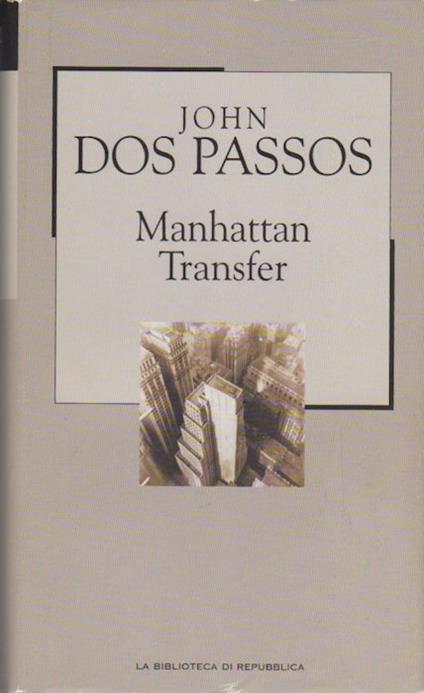 JOHN
DOS PASSOS
Manhattan
Transfer
LA BIBLIOTECA DI REPUBBLICA